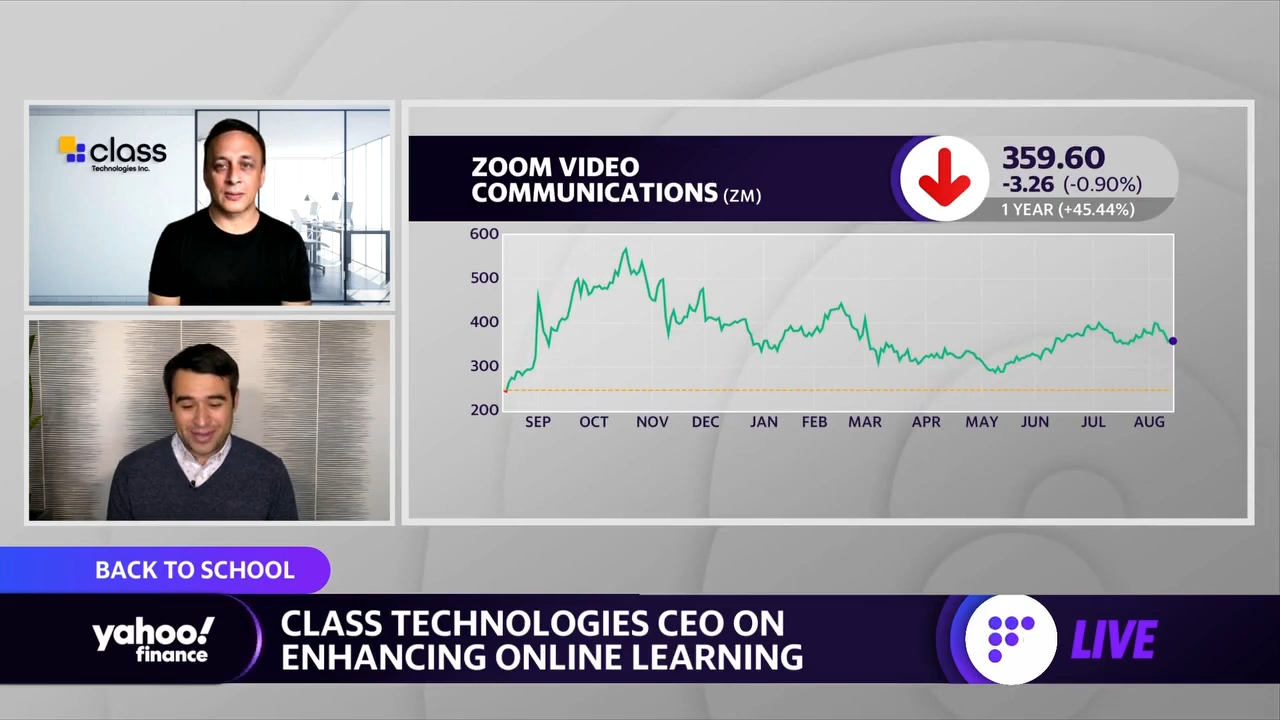 class
Technologies Inc.
ZOOM VIDEO
COMMUNICATIONS (ZM)
359.60
-3.26 (-0.90%)
1 YEAR (+45.44%)
600
500
400
300
200
SEP OCT NOV DEC JAN FEB MAR APR MAY JUN JUL AUG
BACK TO SCHOOL
yahoo!
finance
CLASS TECHNOLOGIES CEO ON
ENHANCING ONLINE LEARNING
LIVE